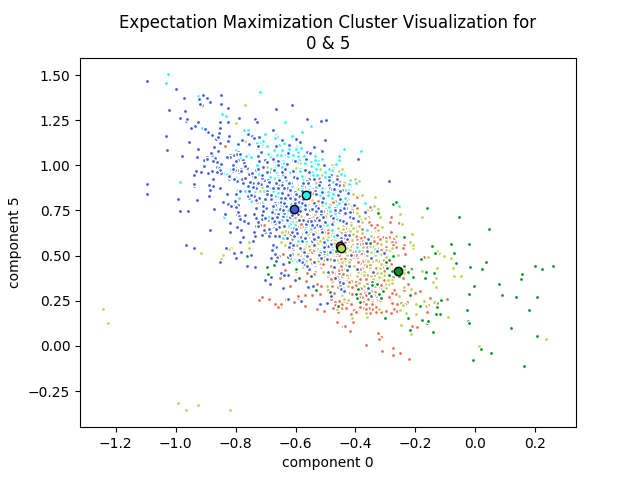 Expectation Maximization Cluster Visualization for
0 & 5
1.50
1.25
1.00
0.75
0.50
0.25
0.00
−0.25
component 5
−1.2 −1.0 −0.8 −0.6 −0.4 −0.2 0.0 0.2
component 0